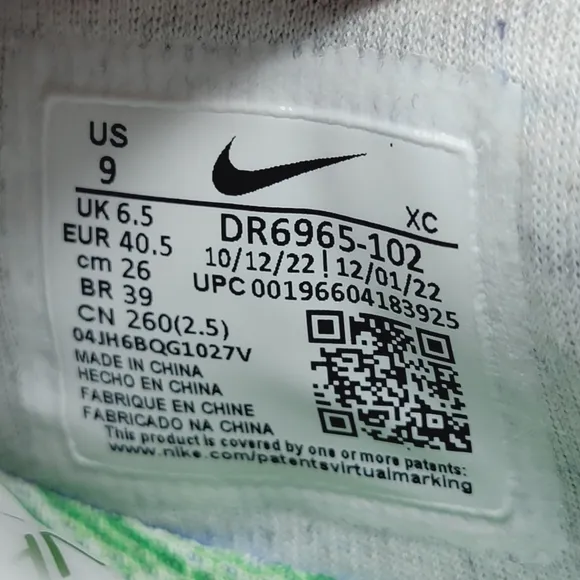 US
9
XC
UK 6.5
DR6965-102
EUR 40.5
10/12/22 ! 12/01/22
cm 26
UPC 00196604183925
BR 39
CN 260(2.5)
04JH6BQG1027V
MADE IN CHINA
HECHO EN CHINA
FABRIQUE EN CHINE
FABRICADO NA CHINA
This product is covered by one or more patents:
www.nike.com/patentsvirtualmarking